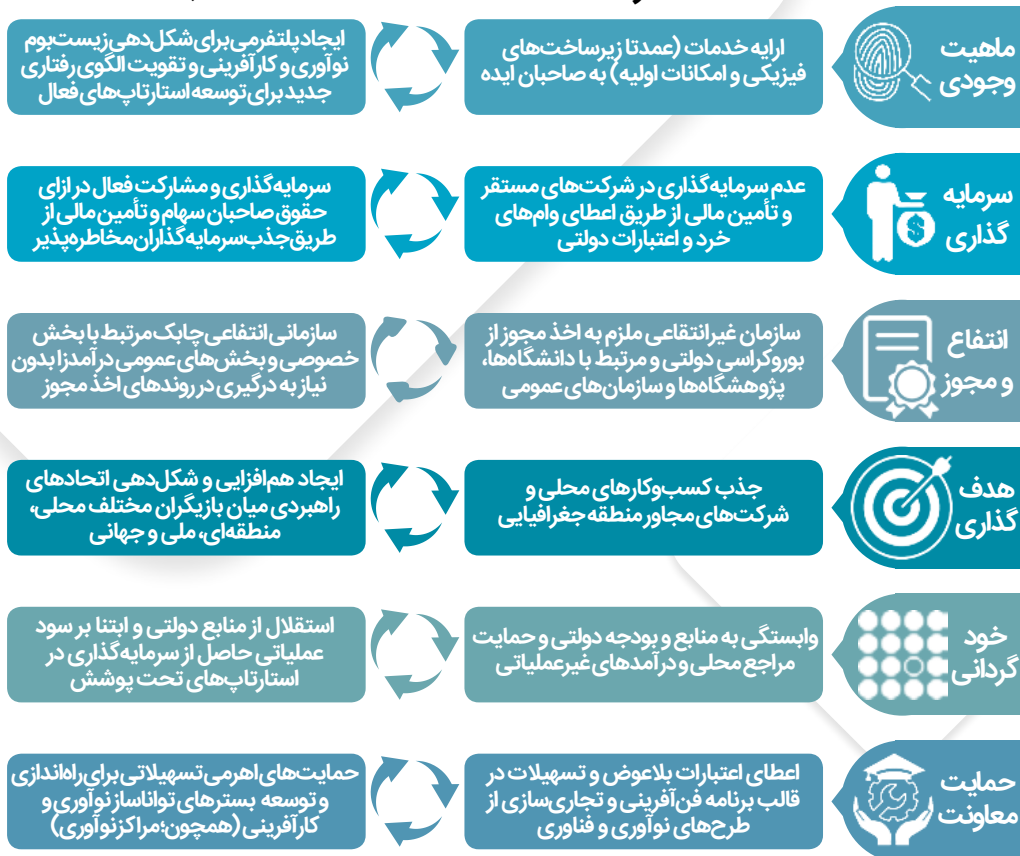 ماهیت
وجودی
ارایه خدمات (عمدتا زیرساخت‌های
فیزیکی و امکانات اولیه) به صاحبان ایده
ایجاد پلتفرمی برای شکل‌دهی زیست‌بوم
نوآوری و کارآفرینی و تقویت الگوی رفتاری
جدید برای توسعه استارتاپ‌های فعال
سرمایه
گذاری
عدم سرمایه‌گذاری در شرکت‌های مستقر
و تأمین مالی از طریق اعطای وام‌های
خرد و اعتبارات دولتی
سرمایه‌گذاری و مشارکت فعال در ازای
حقوق صاحبان سهام و تأمین مالی از
طریق جذب سرمایه‌گذاران مخاطره‌پذیر
انتفاع
و مجوز
سازمان غیرانتفاعی ملزم به اخذ مجوز از
بوروکراسی دولتی و مرتبط با دانشگاه‌ها،
پژوهشگاه‌ها و سازمان‌های عمومی
سازمانی انتفاعی چابک مرتبط با بخش
خصوصی و بخش‌های عمومی درآمدزا بدون
نیاز به درگیری در روندهای اخذ مجوز
هدف
گذاری
جذب کسب‌وکارهای محلی و
شرکت‌های مجاور منطقه جغرافیایی
ایجاد هم‌افزایی و شکل‌دهی اتحادهای
راهبردی میان بازیگران مختلف محلی،
منطقه‌ای، ملی و جهانی
خود
گردانی
وابستگی به منابع و بودجه دولتی و حمایت
مراجع محلی و درآمدهای غیرعملیاتی
استقلال از منابع دولتی و ابتنا بر سود
عملیاتی حاصل از سرمایه‌گذاری در
استارتاپ‌های تحت پوشش
حمایت
معاونت
اعطای اعتبارات بلاعوض و تسهیلات در
قالب برنامه فن‌آفرینی و تجاری‌سازی از
طرح‌های نوآوری و فناوری
حمایت‌های اهرمی تسهیلاتی برای راه‌اندازی
و توسعه بسترهای تواناساز نوآوری و
کارآفرینی (همچون؛مراکز نوآوری)